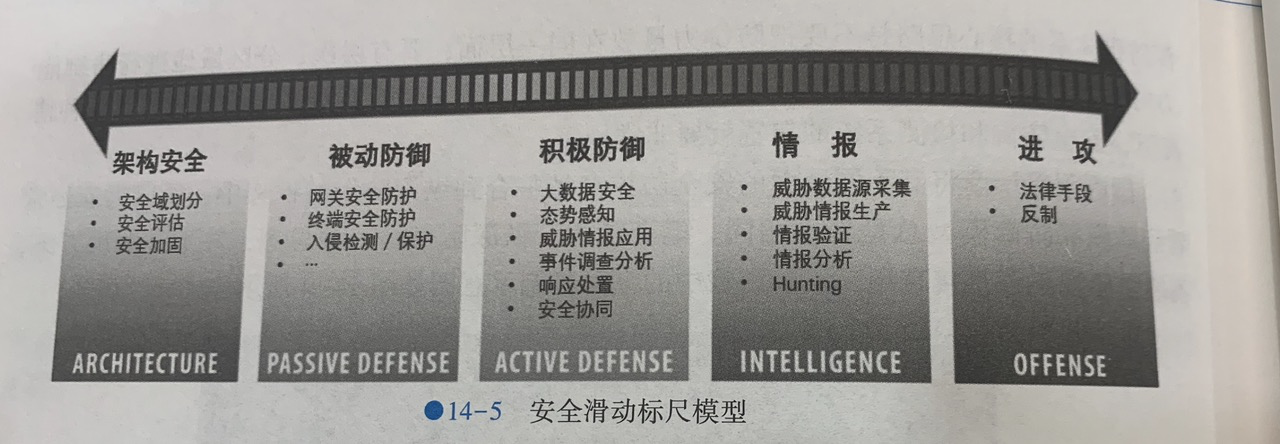 架构安全
• 安全域划分
• 安全评估
• 安全加固
ARCHITECTURE
被动防御
• 网关安全防护
• 终端安全防护
• 入侵检测 / 保护
• ...
PASSIVE DEFENSE
积极防御
• 大数据安全
• 态势感知
• 威胁情报应用
• 事件调查分析
• 响应处置
• 安全协同
ACTIVE DEFENSE
情 报
• 威胁数据源采集
• 威胁情报生产
• 情报验证
• 情报分析
• Hunting
INTELLIGENCE
进 攻
• 法律手段
• 反制
OFFENSE
●14-5 安全滑动标尺模型